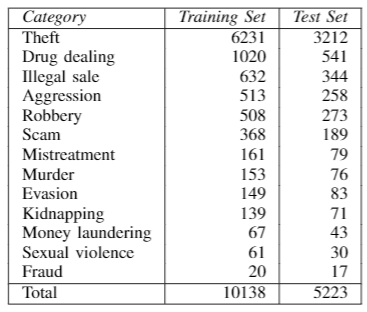 Category Training Set Test Set
Theft 6231 3212
Drug dealing 1020 541
Illegal sale 632 344
Aggression 513 258
Robbery 508 273
Scam 368 189
Mistreatment 161 79
Murder 153 76
Evasion 149 83
Kidnapping 139 71
Money laundering 67 43
Sexual violence 61 30
Fraud 20 17
Total 10138 5223